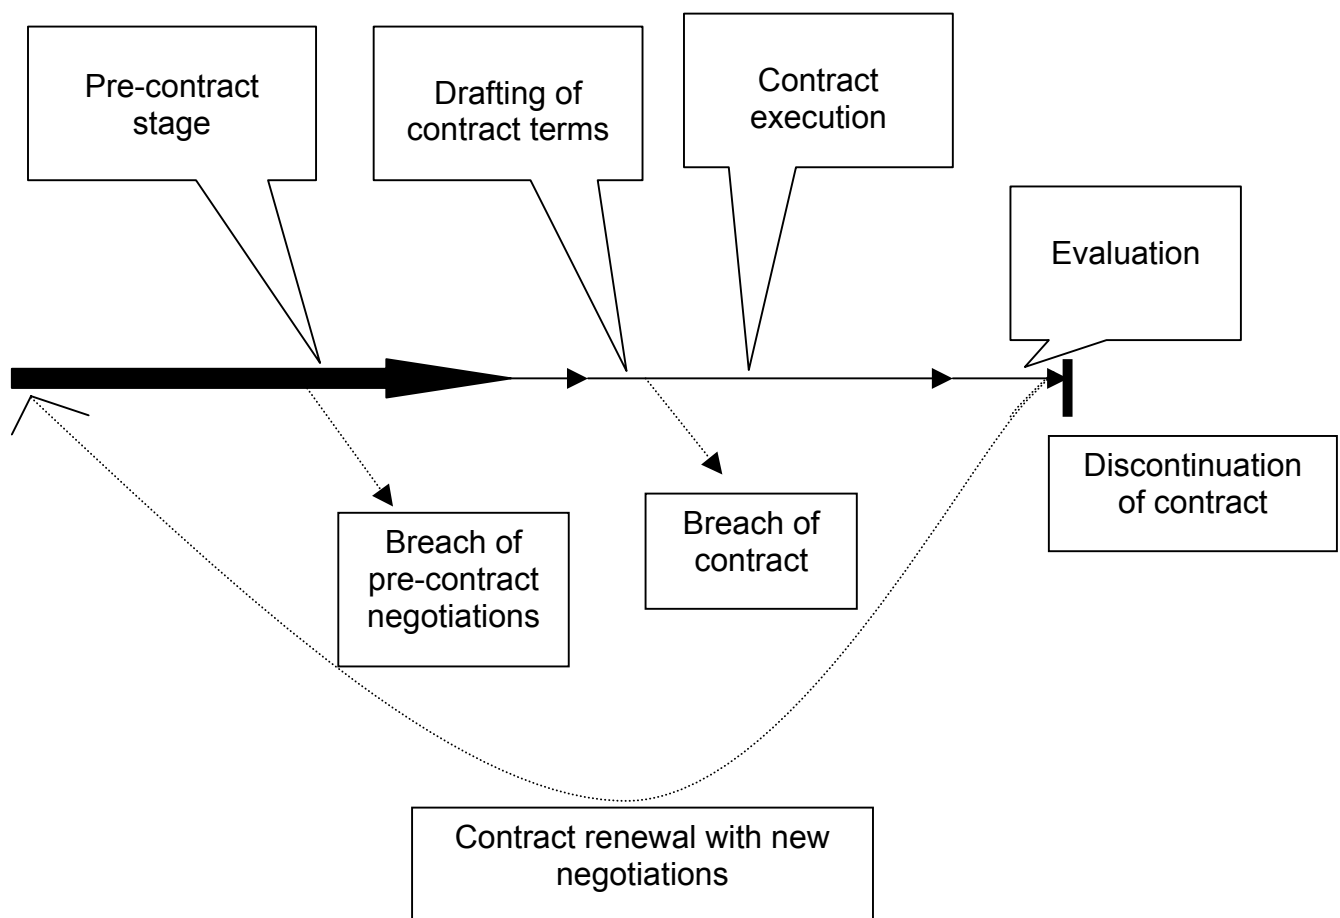 Pre-contract
stage
Drafting of
contract terms
Contract
execution
Evaluation
Discontinuation
of contract
Breach of
pre-contract
negotiations
Breach of
contract
Contract renewal with new
negotiations